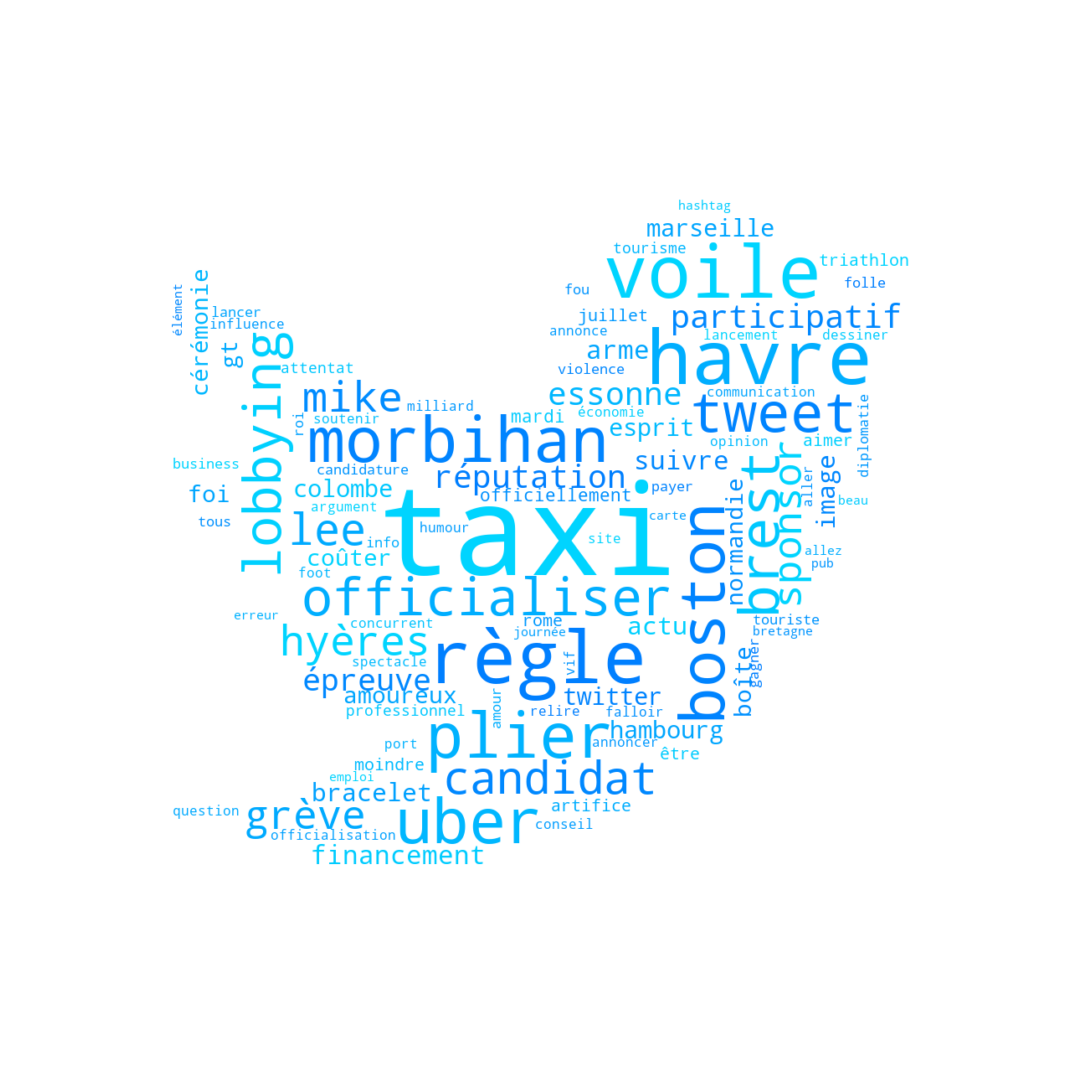 hashtag
marseille
tourisme
voile
triathlon
cérémonie
élément
fou
folle
lancer
influence
juillet
participatif
annonce
lancement
dessiner
gt
lobbying
arme
havre
attentat
violence
essonne
communication
mike
milliard
mardi
économie
tweet
roi
soutenir
morbihan
esprit
opinion
aimer
diplomatie
business
candidature
réputation
suivre
foi
colombe
officiellement
payer
brest
sponsor
image
normandie
aller
beau
argument
taxi
boston
carte
tous
lee
humour
info
site
allez
coûter
pub
foot
officialiser
erreur
concurrent
rome
actu
touriste
hyères
journée
règle
bretagne
spectacle
vif
boîte
gagner
épreuve
amoureux
twitter
professionnel
amour
relire
falloir
port
plier
annoncer
hambourg
moindre
être
emploi
candidat
bracelet
artifice
question
grève
uber
conseil
officialisation
financement